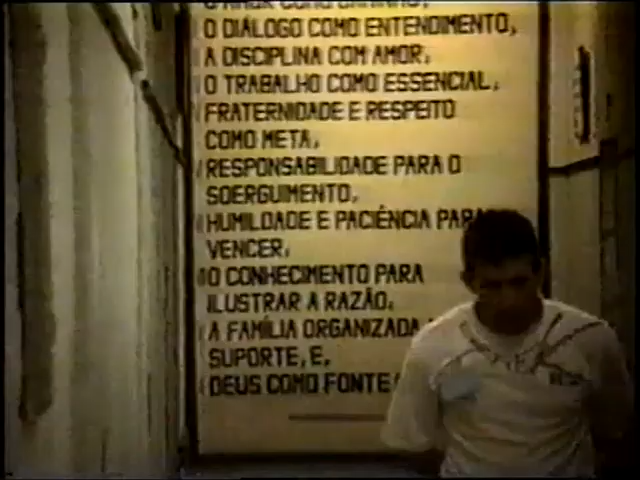 O DIÁLOGO COMO ENTENDIMENTO,
A DISCIPLINA COM AMOR,
O TRABALHO COMO ESSENCIAL,
FRATERNIDADE E RESPEITO
COMO META,
RESPONSABILIDADE PARA O
SOERGUIMENTO,
HUMILDADE E PACIÊNCIA PARA
VENCER,
O CONHECIMENTO PARA
ILUSTRAR A RAZÃO,
A FAMÍLIA ORGANIZADA
SUPORTE, E,
DEUS COMO FONTE